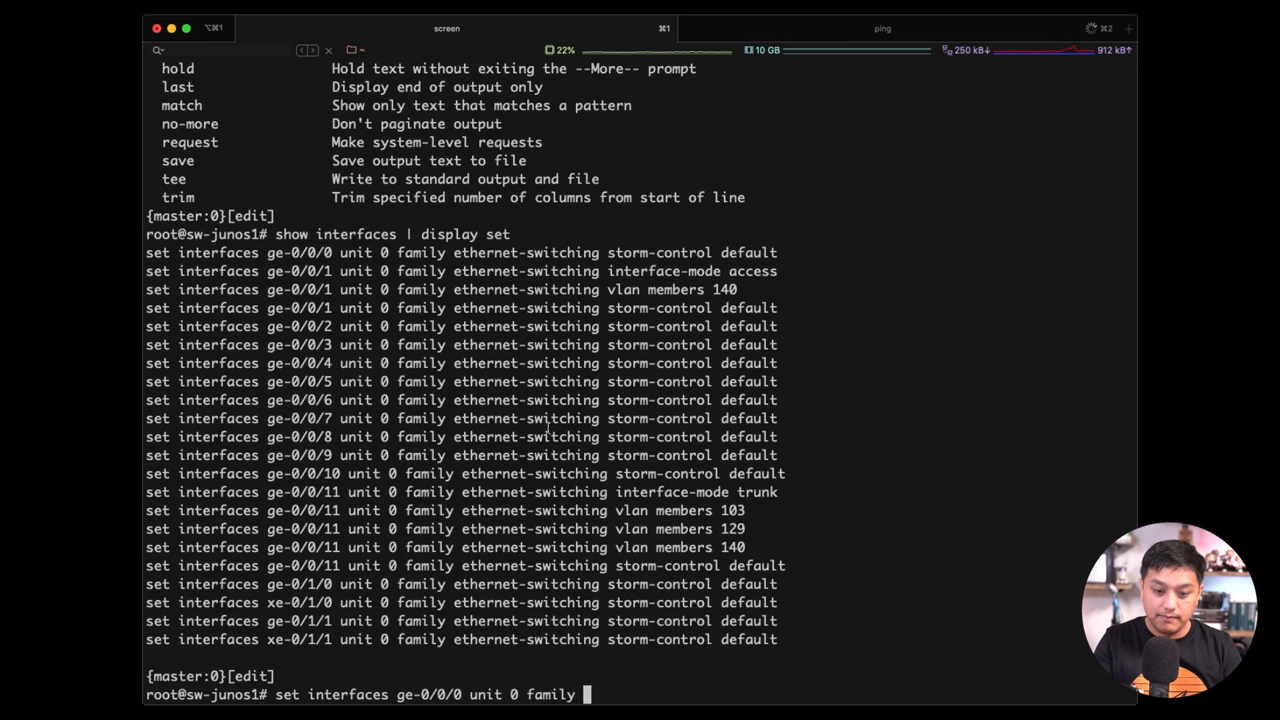 ⌥⌘1
screen
⌘1
ping
⌘2
~
22%
10 GB
250 kB↓
912 kB↑
hold Hold text without exiting the --More-- prompt
last Display end of output only
match Show only text that matches a pattern
no-more Don't paginate output
request Make system-level requests
save Save output text to file
tee Write to standard output and file
trim Trim specified number of columns from start of line
{master:0}[edit]
root@sw-junos1# show interfaces | display set
set interfaces ge-0/0/0 unit 0 family ethernet-switching storm-control default
set interfaces ge-0/0/1 unit 0 family ethernet-switching interface-mode access
set interfaces ge-0/0/1 unit 0 family ethernet-switching vlan members 140
set interfaces ge-0/0/1 unit 0 family ethernet-switching storm-control default
set interfaces ge-0/0/2 unit 0 family ethernet-switching storm-control default
set interfaces ge-0/0/3 unit 0 family ethernet-switching storm-control default
set interfaces ge-0/0/4 unit 0 family ethernet-switching storm-control default
set interfaces ge-0/0/5 unit 0 family ethernet-switching storm-control default
set interfaces ge-0/0/6 unit 0 family ethernet-switching storm-control default
set interfaces ge-0/0/7 unit 0 family ethernet-switching storm-control default
set interfaces ge-0/0/8 unit 0 family ethernet-switching storm-control default
set interfaces ge-0/0/9 unit 0 family ethernet-switching storm-control default
set interfaces ge-0/0/10 unit 0 family ethernet-switching storm-control default
set interfaces ge-0/0/11 unit 0 family ethernet-switching interface-mode trunk
set interfaces ge-0/0/11 unit 0 family ethernet-switching vlan members 103
set interfaces ge-0/0/11 unit 0 family ethernet-switching vlan members 129
set interfaces ge-0/0/11 unit 0 family ethernet-switching vlan members 140
set interfaces ge-0/0/11 unit 0 family ethernet-switching storm-control default
set interfaces ge-0/1/0 unit 0 family ethernet-switching storm-control default
set interfaces xe-0/1/0 unit 0 family ethernet-switching storm-control default
set interfaces ge-0/1/1 unit 0 family ethernet-switching storm-control default
set interfaces xe-0/1/1 unit 0 family ethernet-switching storm-control default
{master:0}[edit]
root@sw-junos1# set interfaces ge-0/0/0 unit 0 family